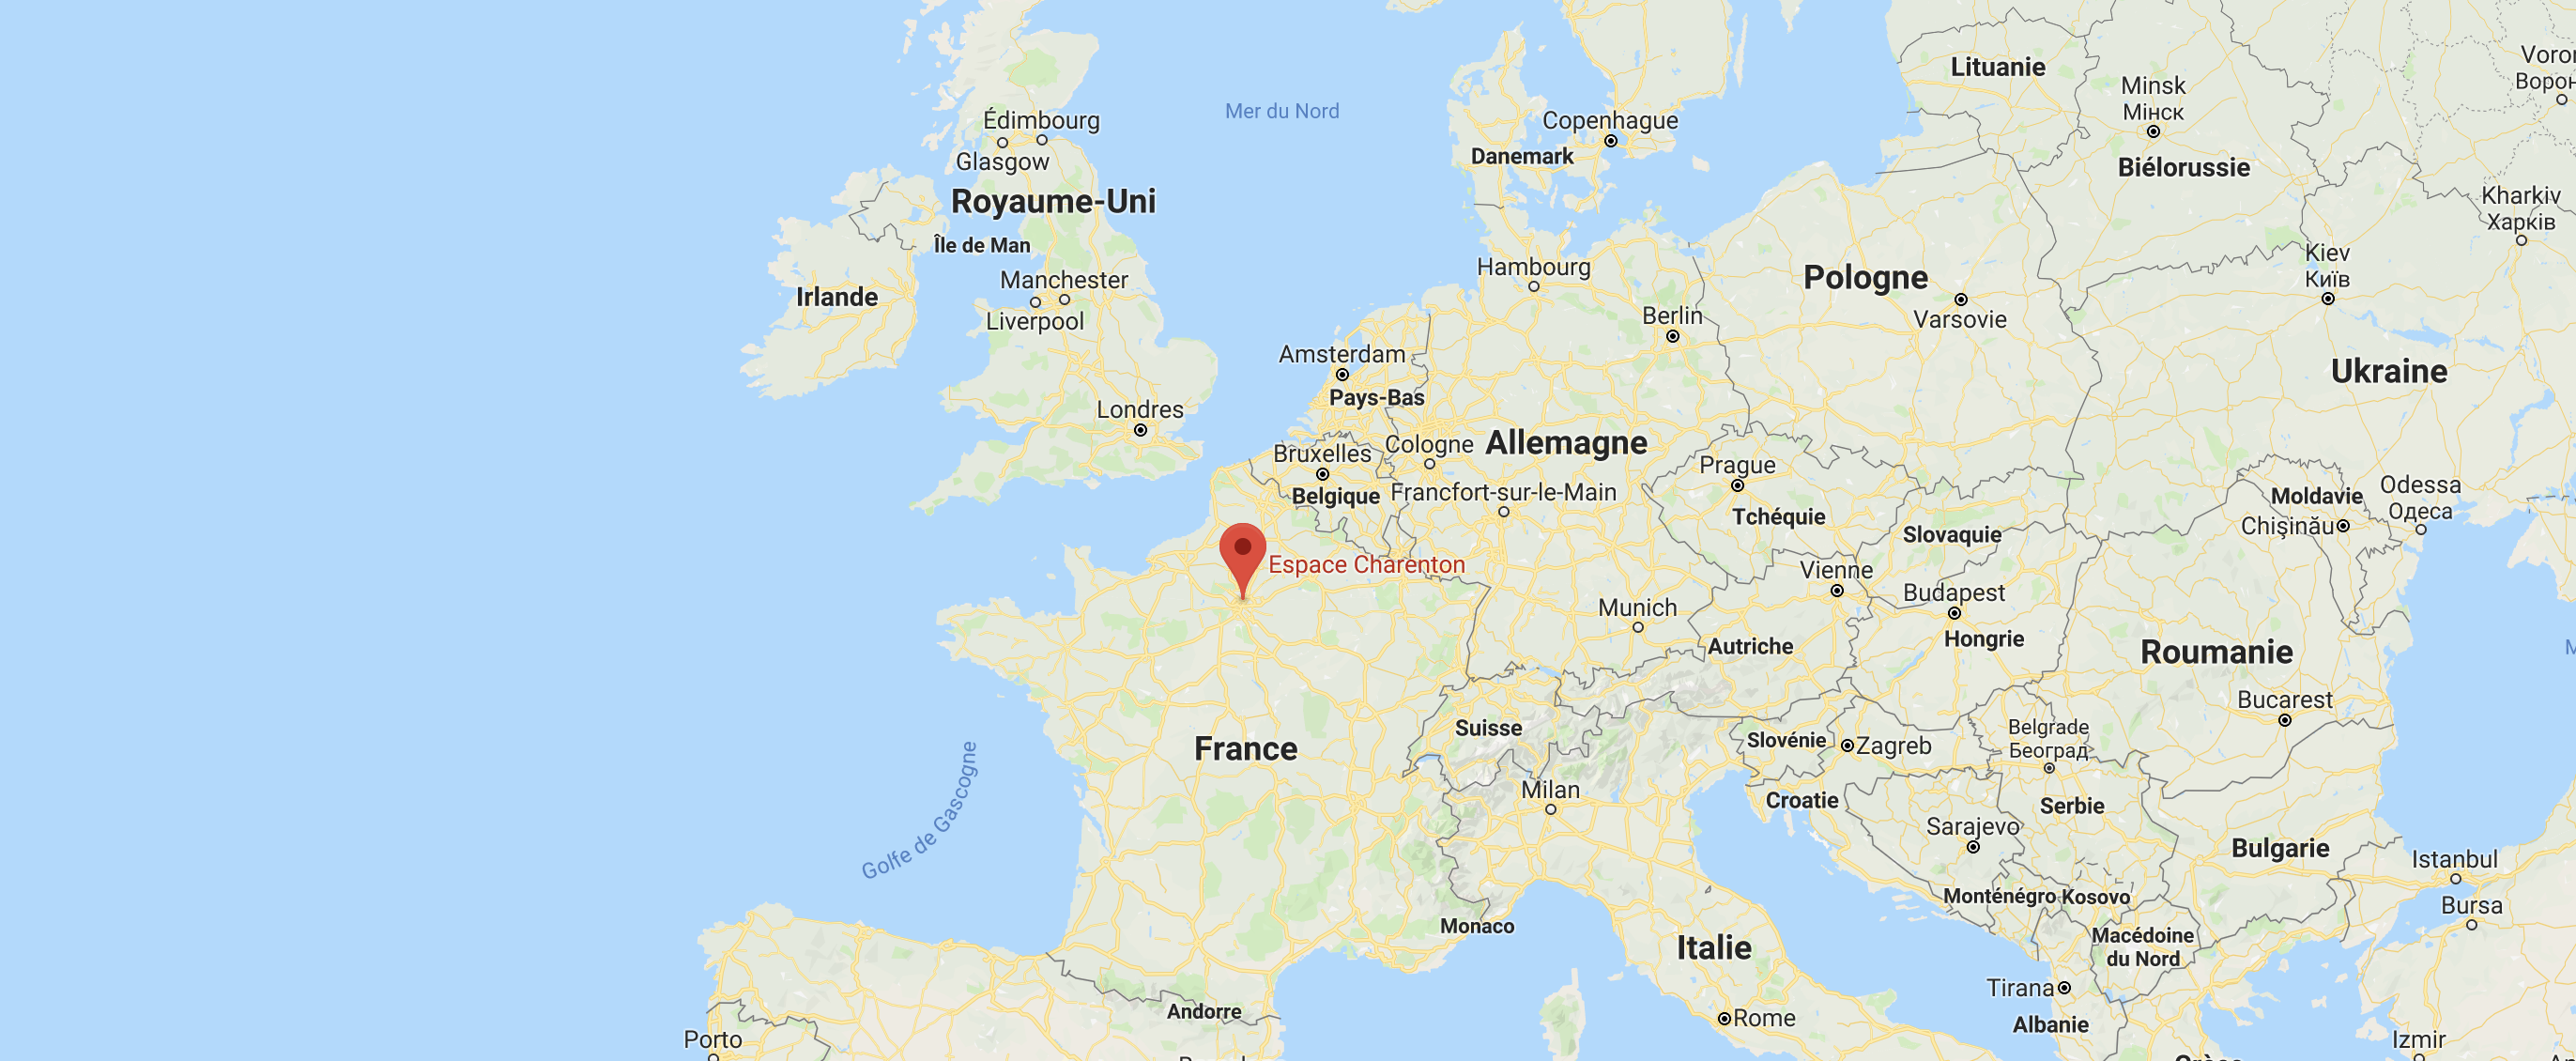 Lituanie
Voro
Воро
Minsk
Мінск
Mer du Nord
Édimbourg
Copenhague
Glasgow
Danemark
Biélorussie
Royaume-Uni
Kharkiv
Харків
Île de Man
Kiev
Київ
Hambourg
Pologne
Manchester
Irlande
Liverpool
Berlin
Varsovie
Amsterdam
Ukraine
Pays-Bas
Londres
Cologne
Allemagne
Bruxelles
Prague
Odessa
Одеса
Belgique
Francfort-sur-le-Main
Moldavie
Tchéquie
Chișinău
Slovaquie
Espace Charenton
Vienne
Budapest
Munich
Hongrie
Autriche
Roumanie
M
Bucarest
Suisse
Belgrade
Београд
Slovénie
Zagreb
France
Milan
Croatie
Serbie
Golfe de Gascogne
Sarajevo
Bulgarie
Istanbul
Monténégro
Kosovo
Bursa
Monaco
Macédoine
du Nord
Italie
Tirana
Andorre
Rome
Albanie
Porto
Izmir